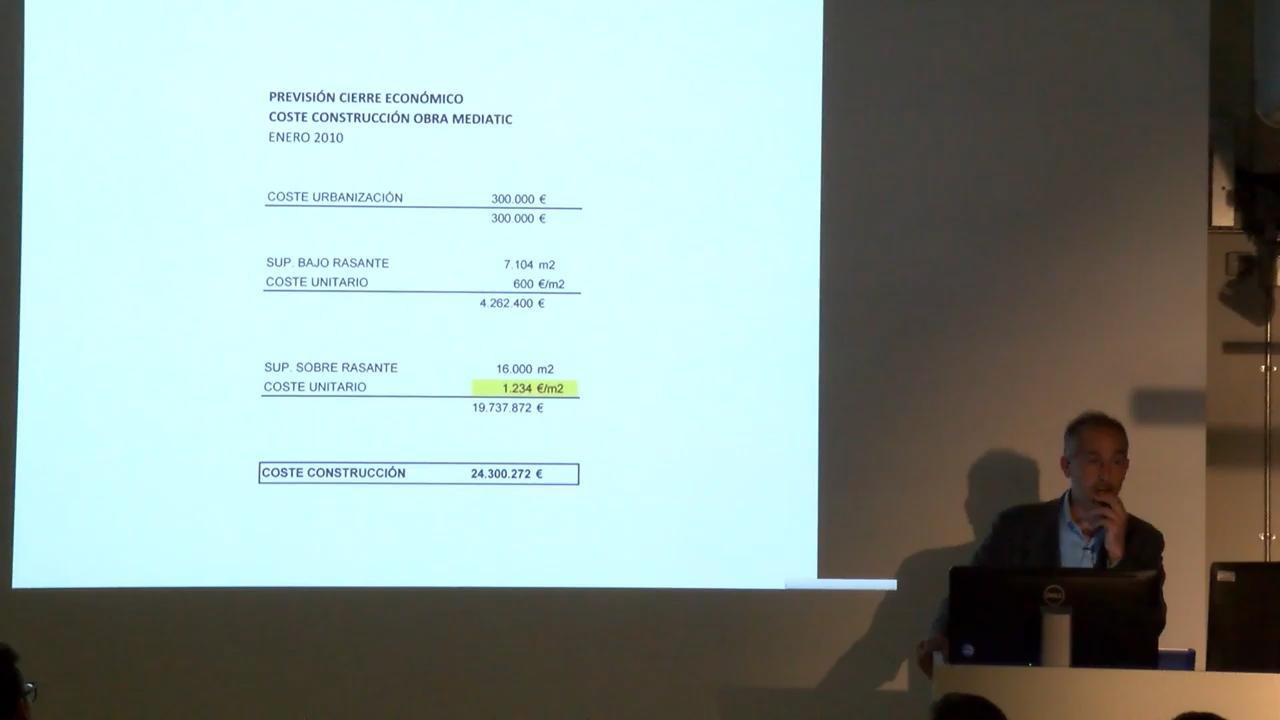 PREVISIÓN CIERRE ECONÓMICO
COSTE CONSTRUCCIÓN OBRA MEDIATIC
ENERO 2010
COSTE URBANIZACIÓN 300.000 €
300.000 €
SUP. BAJO RASANTE 7.104 m2
COSTE UNITARIO 600 €/m2
4.262.400 €
SUP. SOBRE RASANTE 16.000 m2
COSTE UNITARIO 1.234 €/m2
19.737.872 €
COSTE CONSTRUCCIÓN 24.300.272 €
DELL